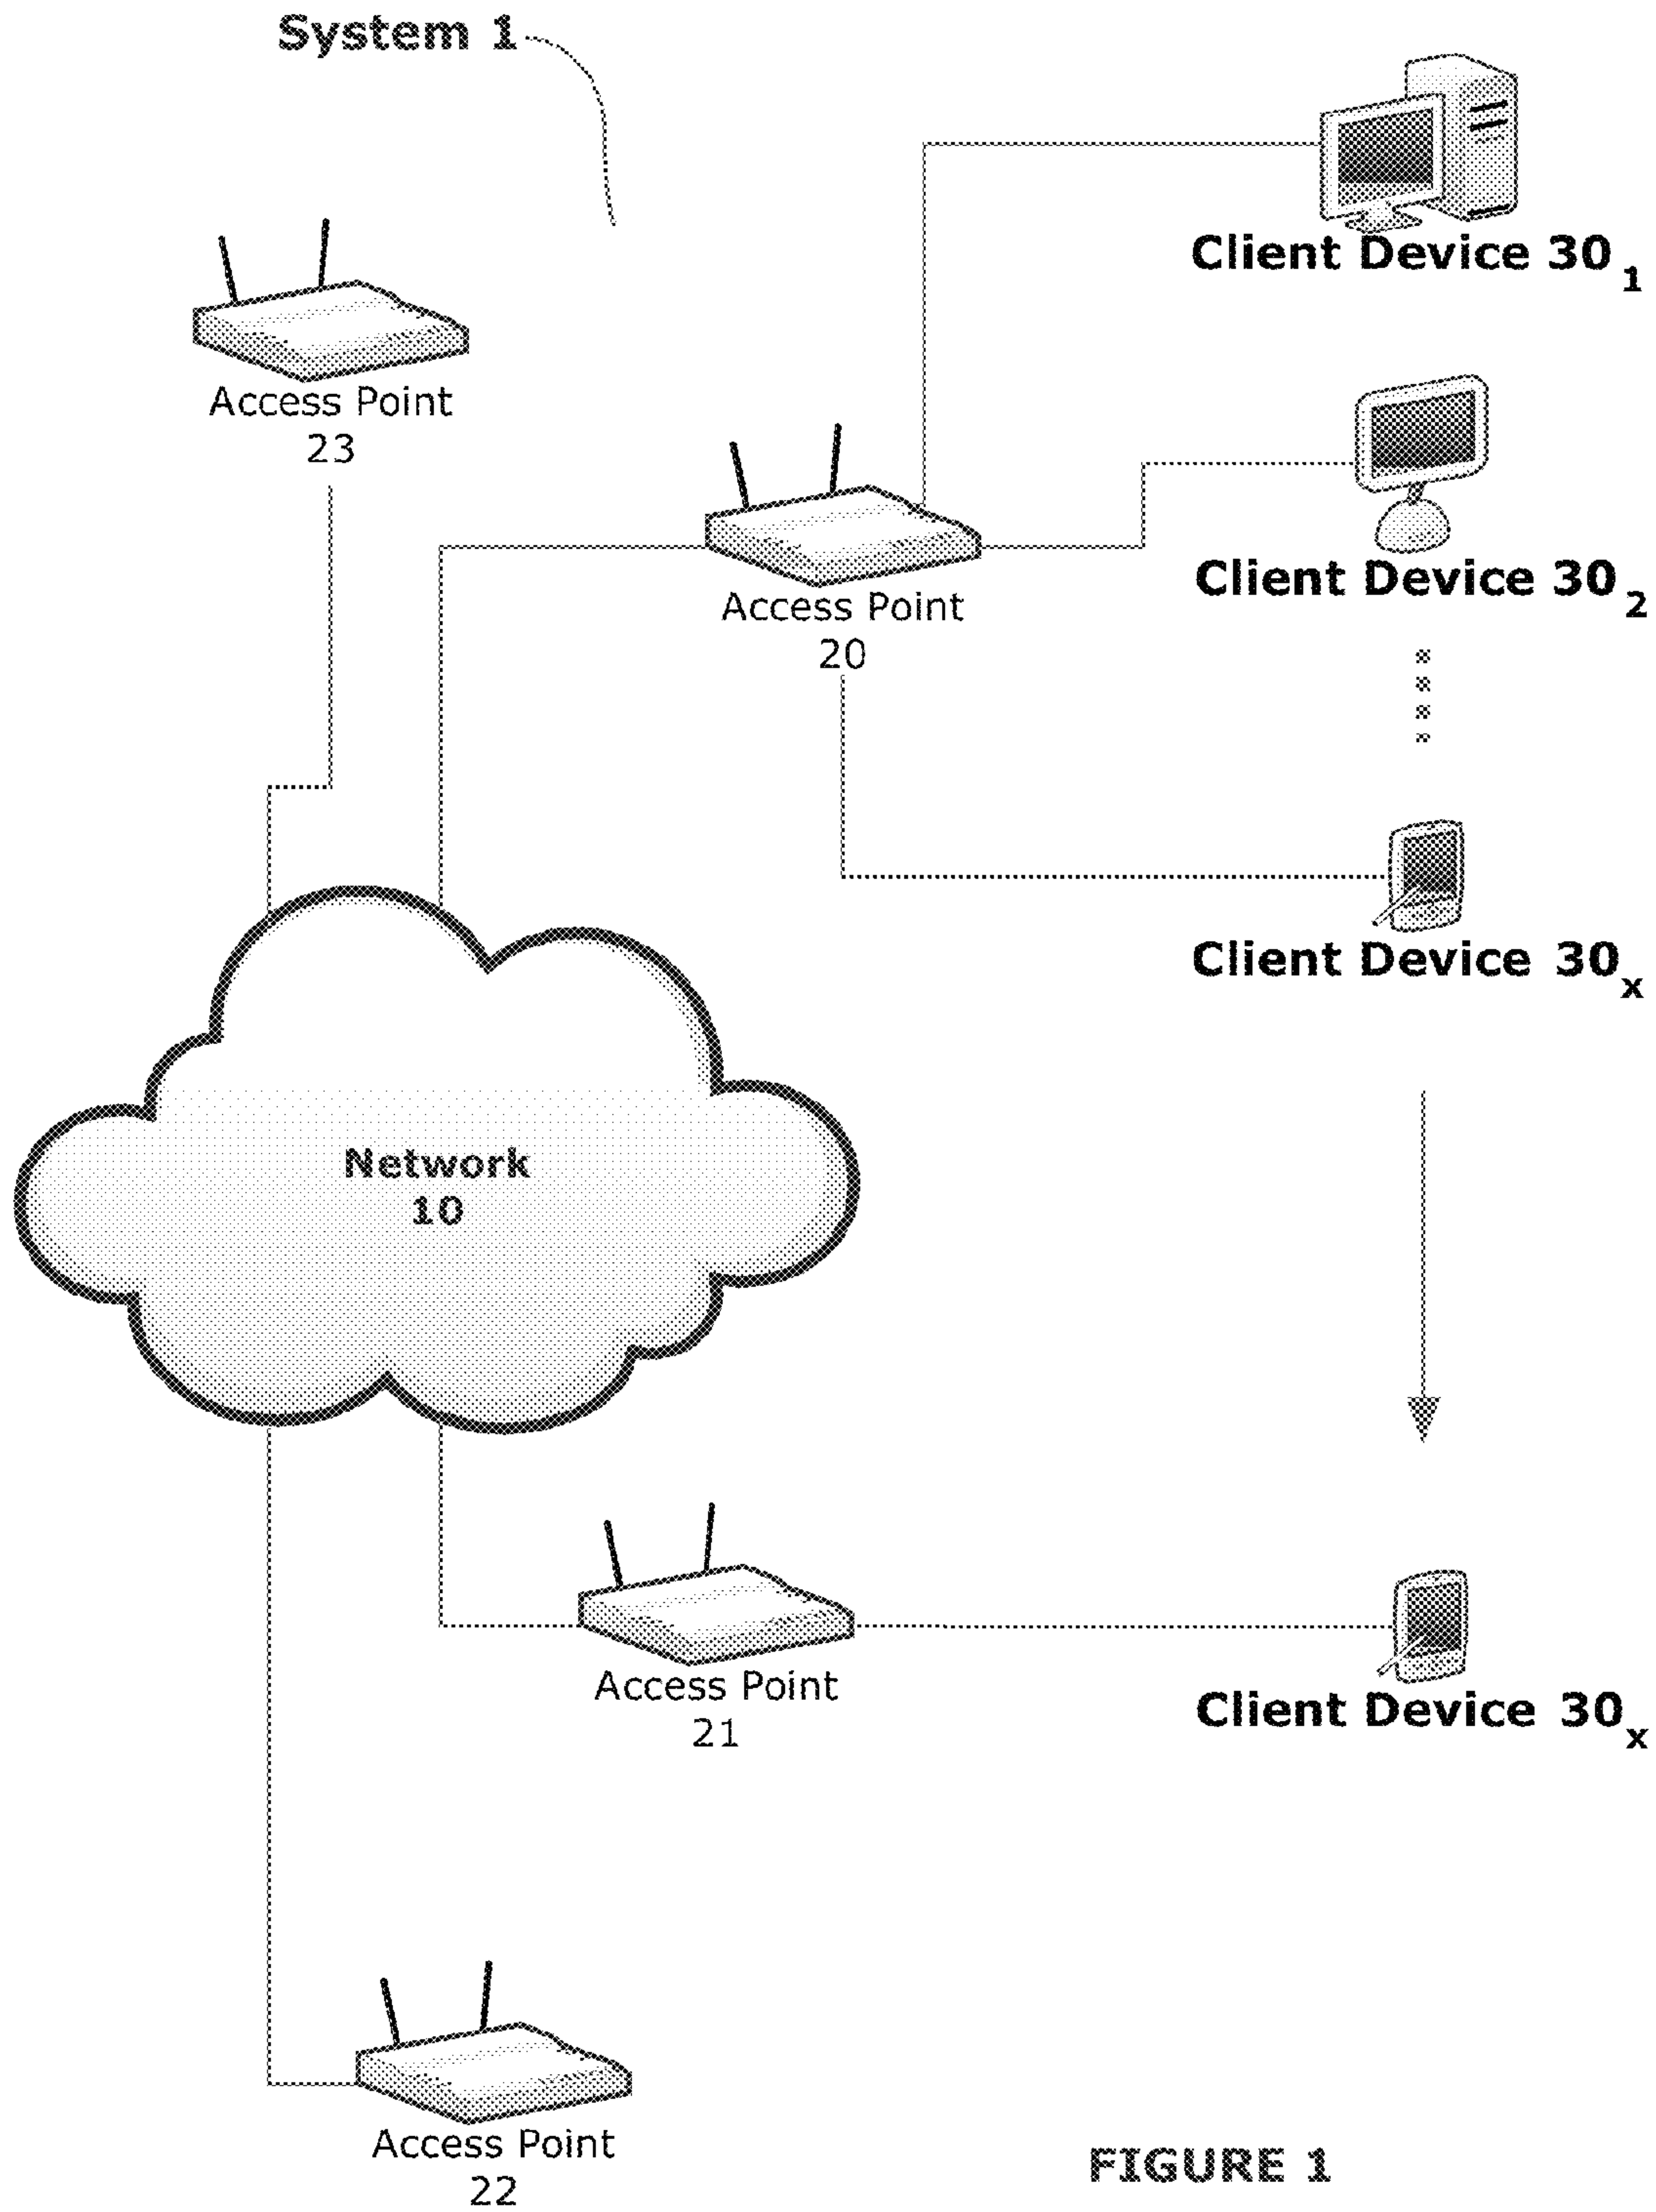 System 1
Client Device 30 1
Access Point
23
Client Device 30 2
Access Point
20
Client Device 30 x
Network
10
Access Point
21
Client Device 30 x
Access Point
22
FIGURE 1